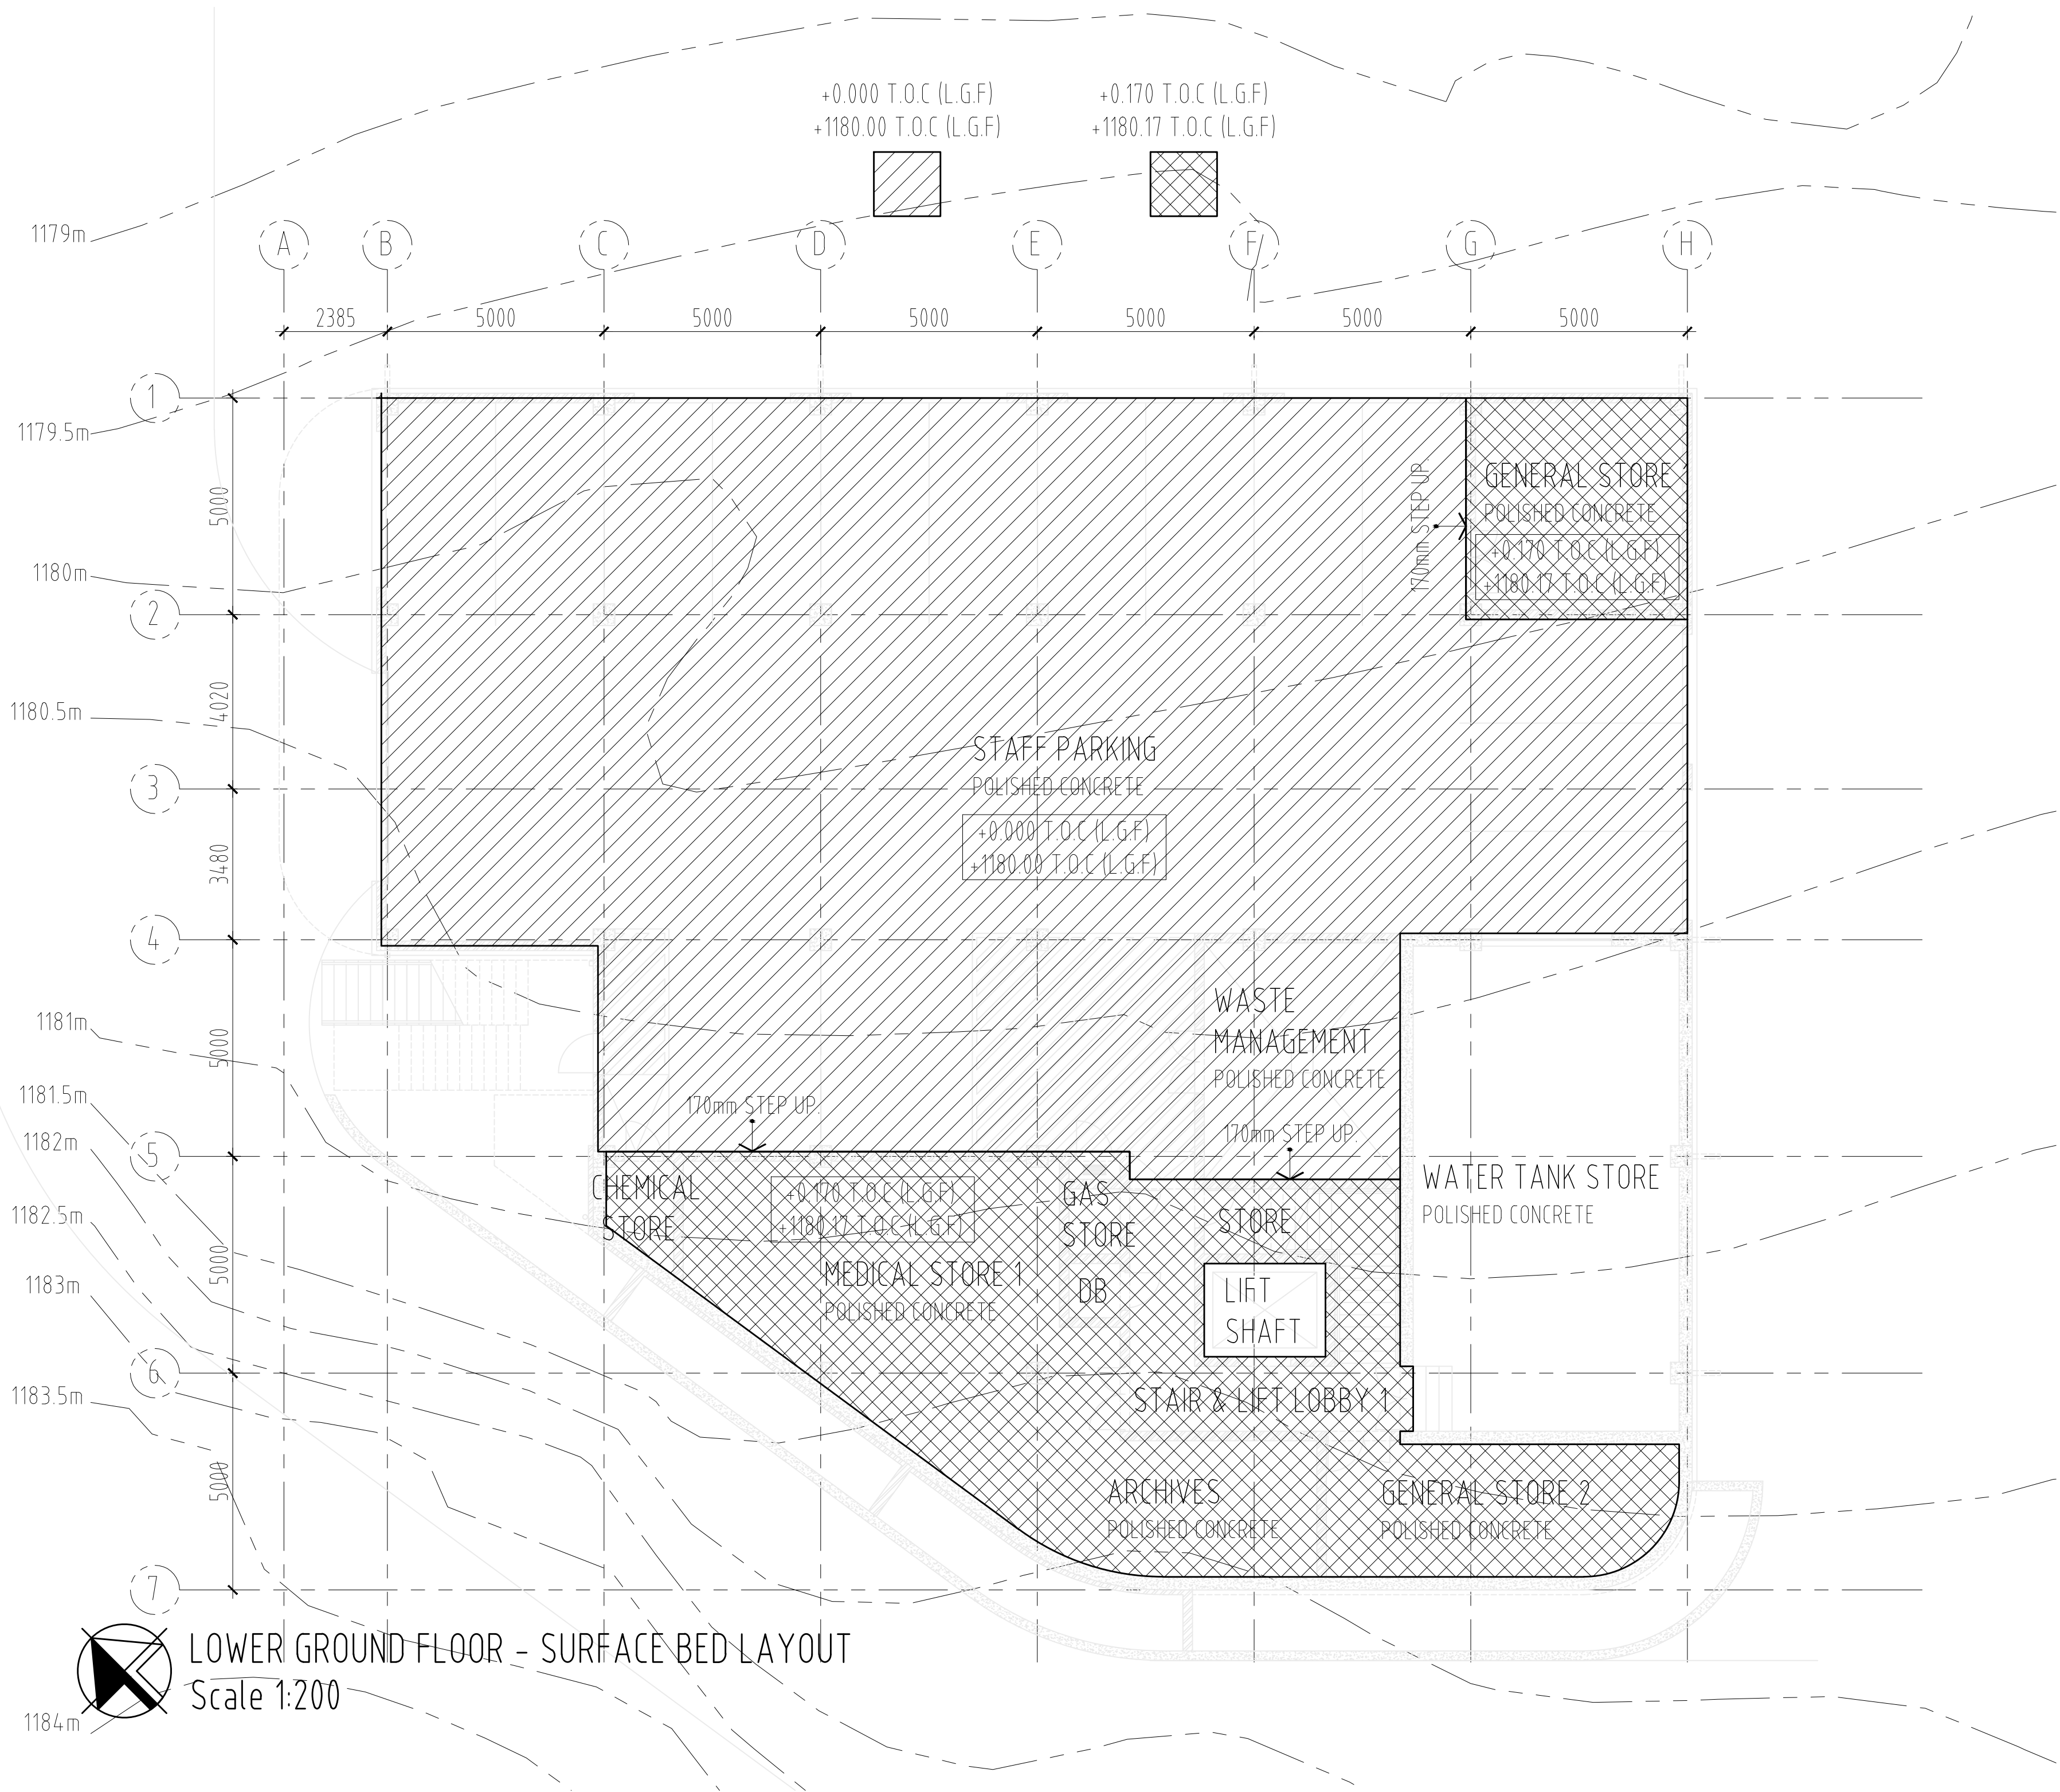 +0.000 T.O.C (L.G.F)
+1180.00 T.O.C (L.G.F)
+0.170 T.O.C (L.G.F)
+1180.17 T.O.C (L.G.F)
1179m
A
B
C
D
E
F
G
H
2385
5000
5000
5000
5000
5000
5000
1
1179.5m
5000
170mm STEP UP.
GENERAL STORE
POLISHED CONCRETE
+0.170 T.O.C (L.G.F)
+1180.17 T.O.C (L.G.F)
1180m
2
4020
1180.5m
STAFF PARKING
POLISHED CONCRETE
3
+0.000 T.O.C (L.G.F)
+1180.00 T.O.C (L.G.F)
3480
4
WASTE
MANAGEMENT
POLISHED CONCRETE
1181m
5000
1181.5m
170mm STEP UP.
170mm STEP UP.
1182m
5
CHEMICAL
STORE
+0.170 T.O.C (L.G.F)
+1180.17 T.O.C (L.G.F)
GAS
STORE
STORE
WATER TANK STORE
POLISHED CONCRETE
1182.5m
5000
MEDICAL STORE 1
POLISHED CONCRETE
DB
LIFT
SHAFT
1183m
6
1183.5m
STAIR & LIFT LOBBY 1
5000
ARCHIVES
POLISHED CONCRETE
GENERAL STORE 2
POLISHED CONCRETE
7
LOWER GROUND FLOOR - SURFACE BED LAYOUT
Scale 1:200
1184m